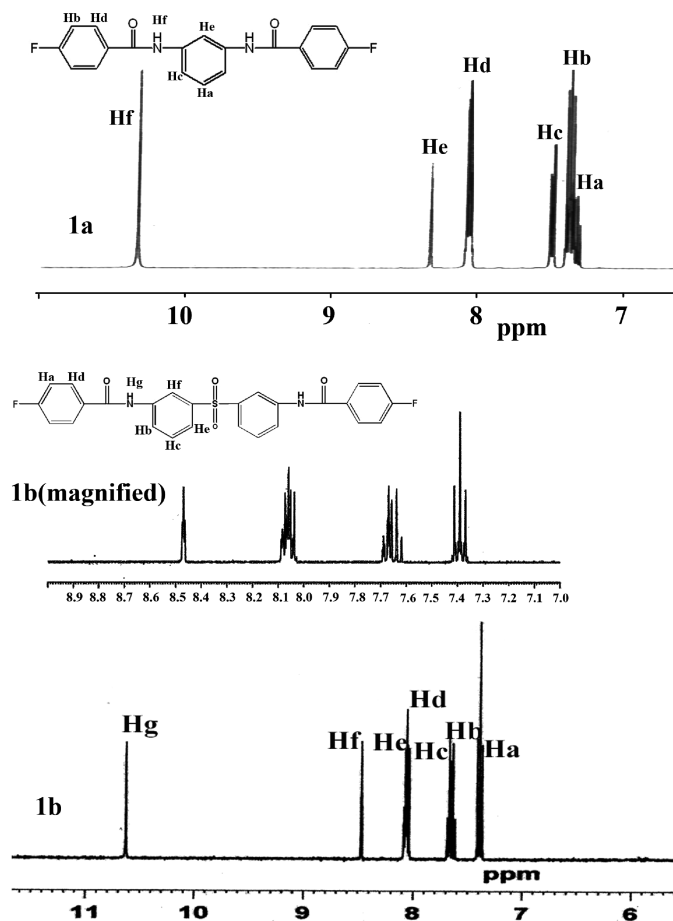 Hb Hd O Hf H He H O
F N N F
Hc Ha
Hf He Hd Hc Hb Ha
1a
10 9 8 7
ppm
Ha Hd O Hg H Hf O S O H O
F N N F
Hb Hc He
1b(magnified)
8.9 8.8 8.7 8.6 8.5 8.4 8.3 8.2 8.1 8.0 7.9 7.8 7.7 7.6 7.5 7.4 7.3 7.2 7.1 7.0
Hg Hf He Hd Hc Hb Ha
1b
ppm
11 10 9 8 7 6